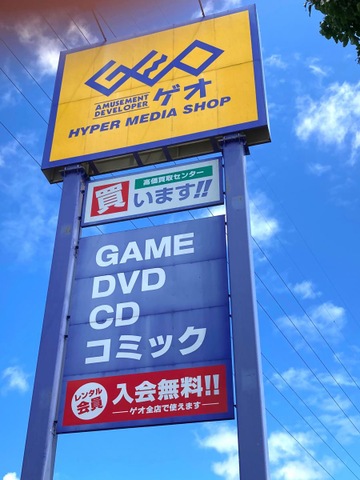 GEO
AMUSEMENT
DEVELOPER
ゲオ
HYPER MEDIA SHOP
高価買取センター
買います!!
GAME
DVD
CD
コミック
レンタル
会員
入会無料!!
ゲオ全店で使えます